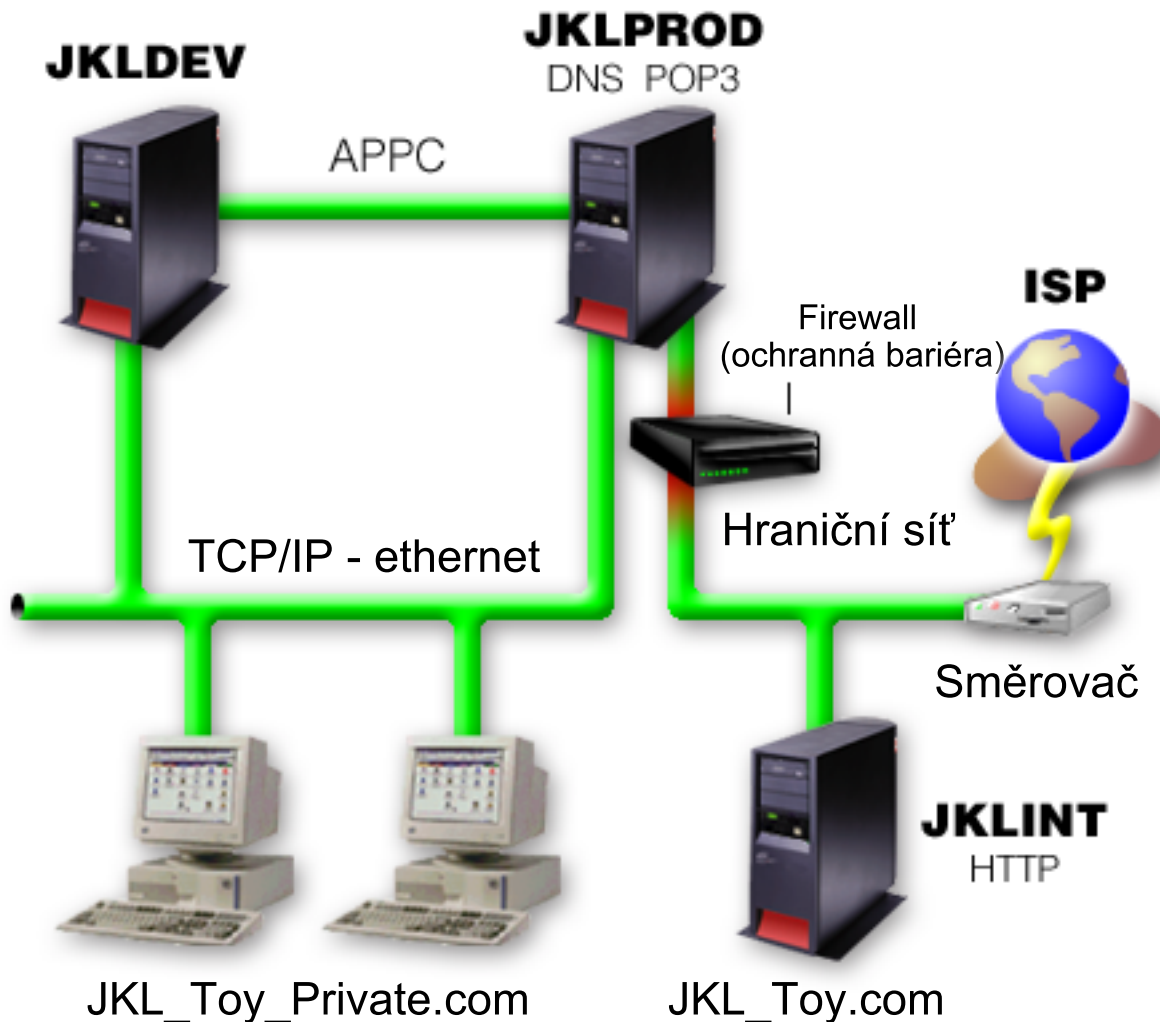 JKLDEV
JKLPROD
DNS POP3
APPC
ISP
Firewall
(ochranná bariéra)
Hraniční síť
TCP/IP - ethernet
Směrovač
JKLINT
HTTP
JKL_Toy_Private.com
JKL_Toy.com